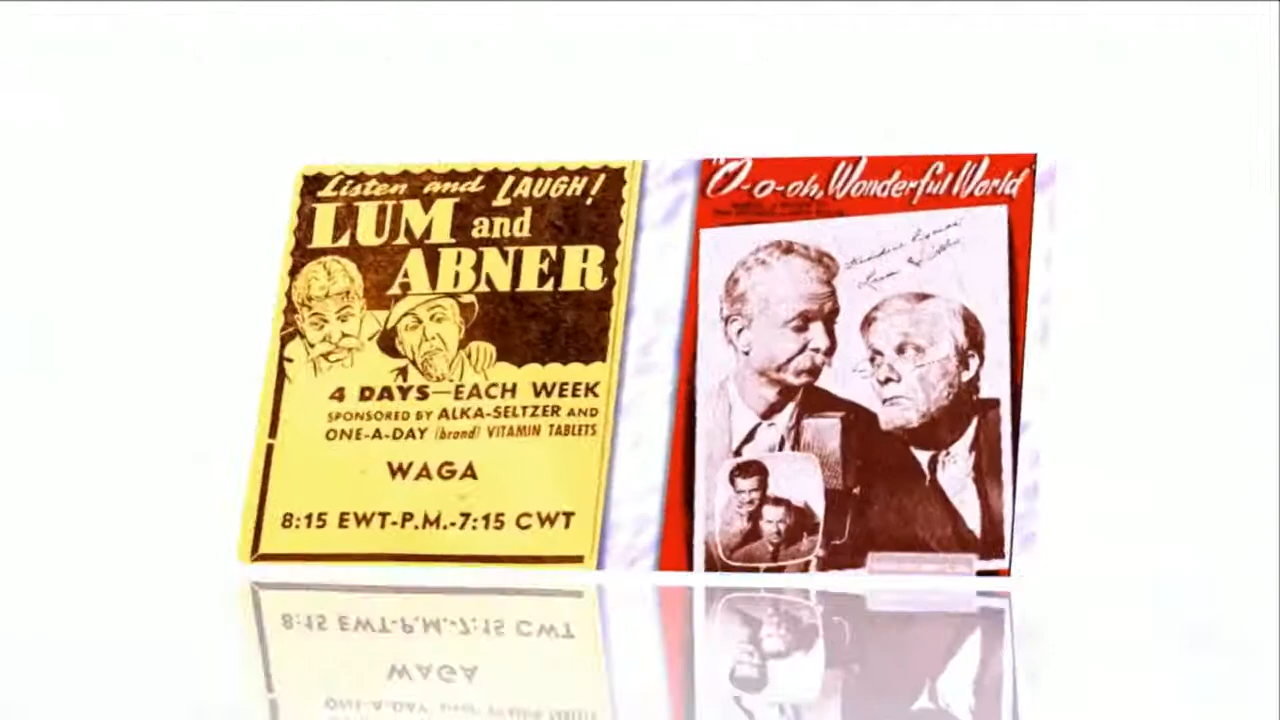 Listen and LAUGH!
LUM and
ABNER
4 DAYS—EACH WEEK
SPONSORED BY ALKA-SELTZER AND
ONE-A-DAY (brand) VITAMIN TABLETS
WAGA
8:15 EWT-P.M.-7:15 CWT
"O-o-oh, Wonderful World